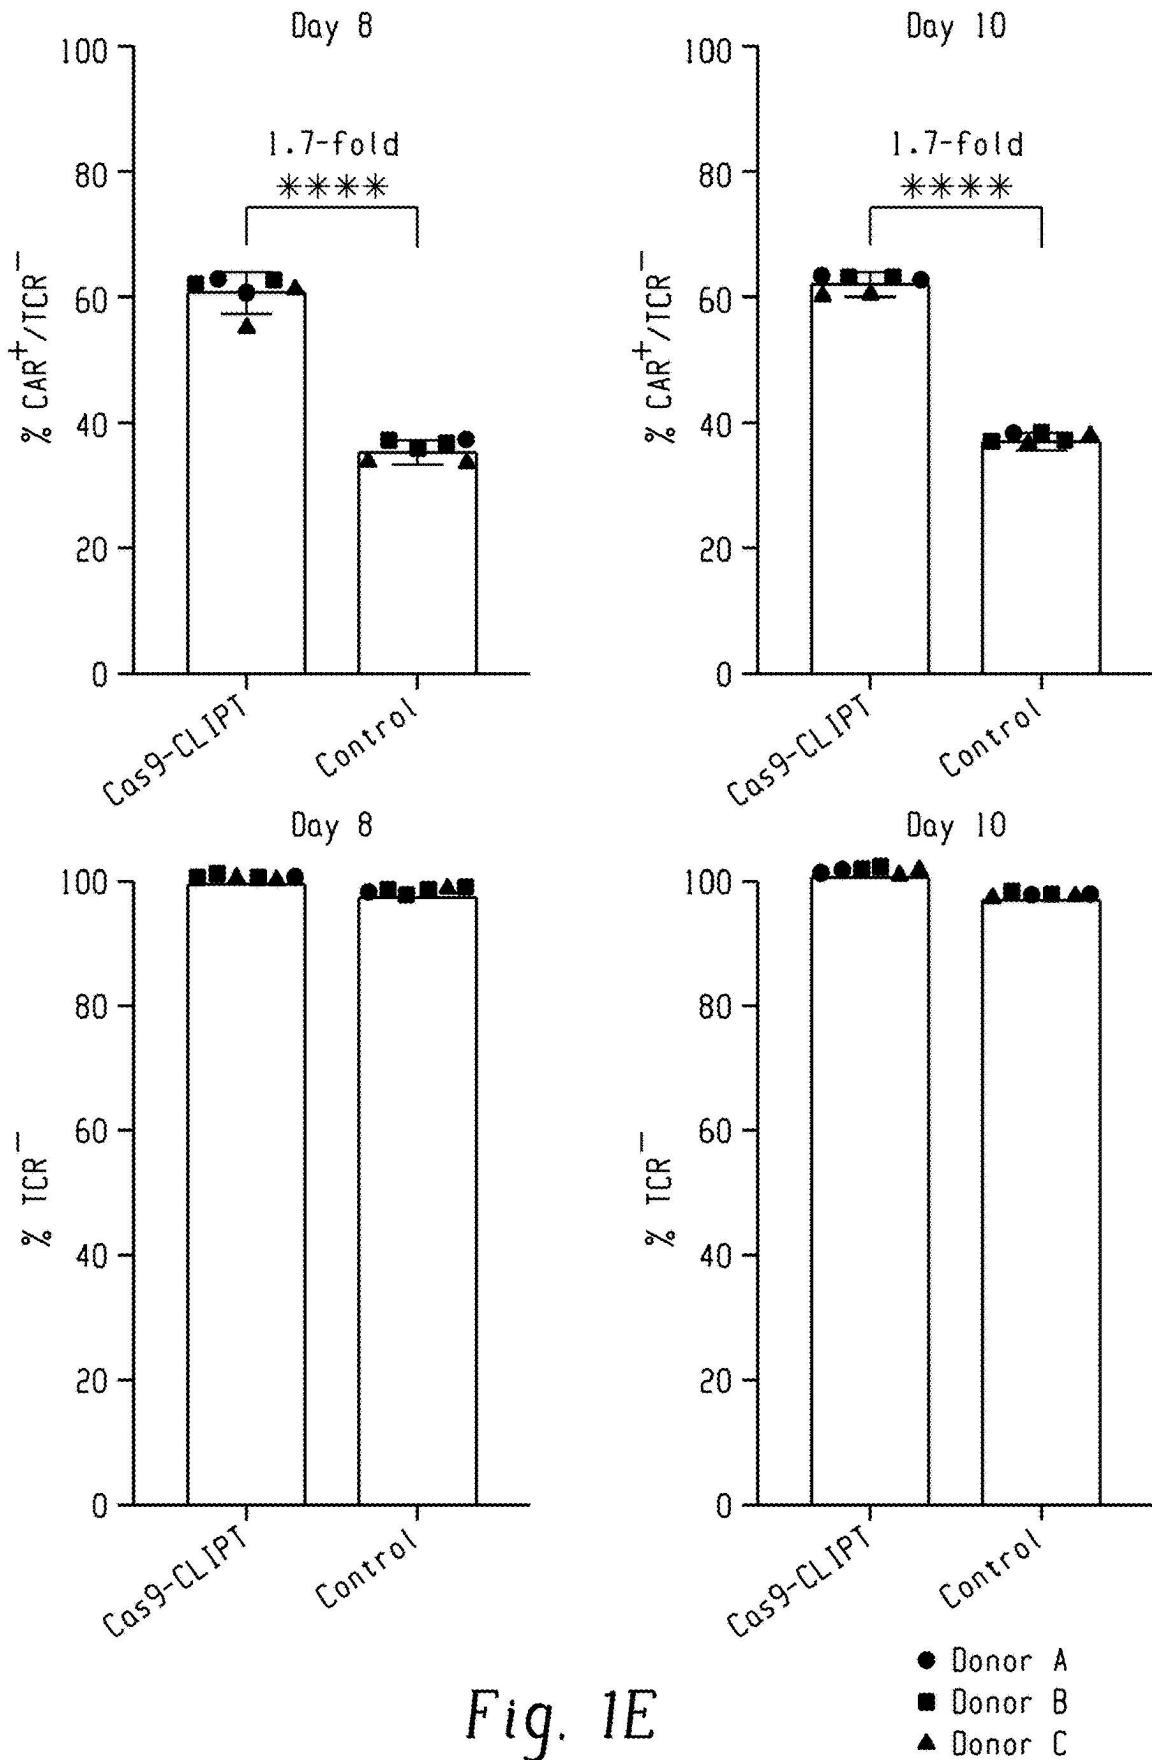 Day 8
100
80
60
40
20
0
% CAR⁺/TCR⁻
1.7-fold
****
Cas9-CLIPT
Control
Day 10
100
80
60
40
20
0
% CAR⁺/TCR⁻
1.7-fold
****
Cas9-CLIPT
Control
Day 8
100
80
60
40
20
0
% TCR⁻
Cas9-CLIPT
Control
Day 10
100
80
60
40
20
0
% TCR⁻
Cas9-CLIPT
Control
Donor A
Donor B
Donor C
Fig. 1E